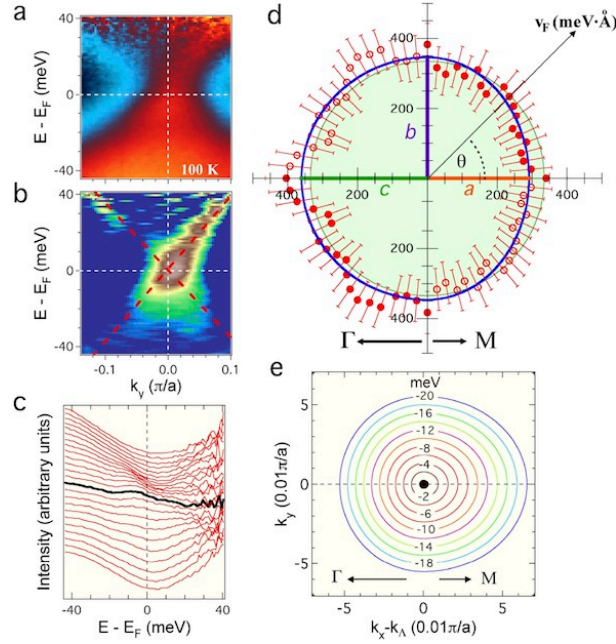 a
E - E_F (meV)
40
0
-40
100 K
b
E - E_F (meV)
40
0
-40
-0.1
0.0
0.1
k_y (π/a)
c
Intensity (arbitrary units)
-40
-20
0
20
40
E - E_F (meV)
d
v_F (meV·Å)
400
200
b
θ
400
200
c
a
200
400
200
400
Γ
M
e
meV
-20
-16
-12
-8
-4
-2
-6
-10
-14
-18
k_y (0.01π/a)
5
0
-5
Γ
M
-5
0
5
k_x-k_Λ (0.01π/a)